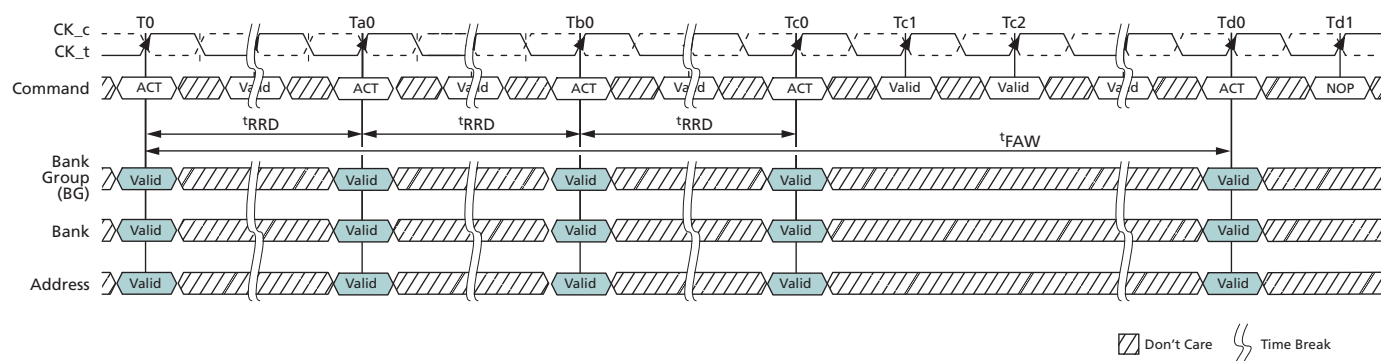 T0 Ta0 Tb0 Tc0 Tc1 Tc2 Td0 Td1
CK_c
CK_t
Command ACT Valid ACT Valid ACT Valid ACT Valid Valid Valid ACT NOP
tRRD tRRD tRRD
tFAW
Bank
Group
(BG)
Valid Valid Valid Valid Valid
Bank Valid Valid Valid Valid Valid
Address Valid Valid Valid Valid Valid
Don't Care Time Break